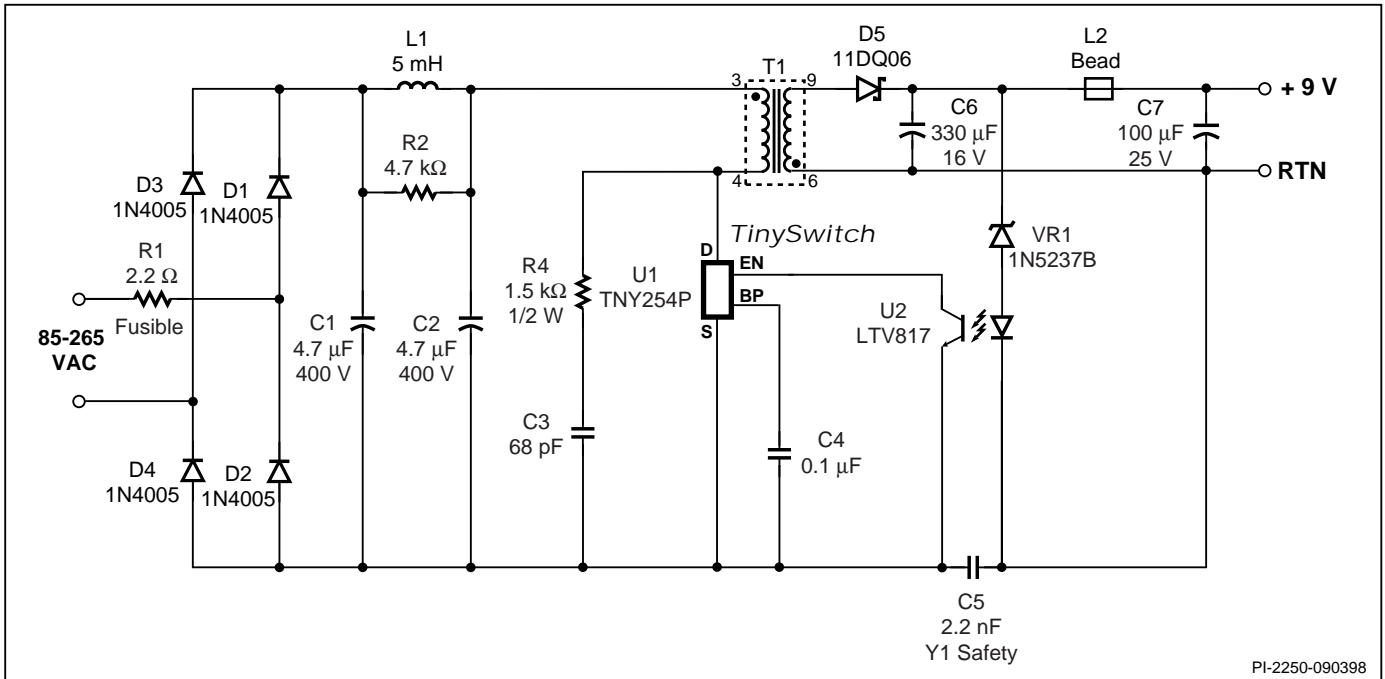 L1
5 mH
R2
4.7 kΩ
D3
1N4005
D1
1N4005
R1
2.2 Ω
Fusible
85-265
VAC
C1
4.7 µF
400 V
C2
4.7 µF
400 V
D4
1N4005
D2
1N4005
T1
3
9
4
6
D5
11DQ06
L2
Bead
+ 9 V
C6
330 µF
16 V
C7
100 µF
25 V
RTN
TinySwitch
D
EN
BP
S
U1
TNY254P
R4
1.5 kΩ
1/2 W
C3
68 pF
C4
0.1 µF
VR1
1N5237B
U2
LTV817
C5
2.2 nF
Y1 Safety
PI-2250-090398